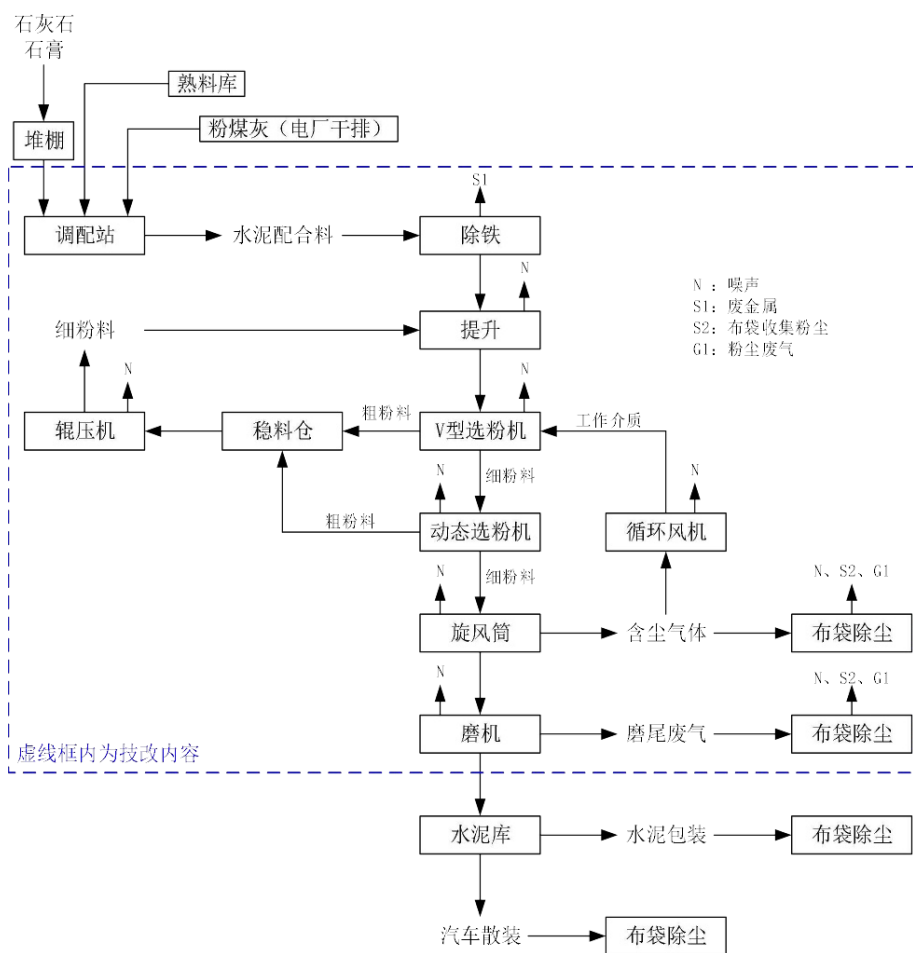 石灰石
石膏
熟料库
粉煤灰（电厂干排）
堆棚
S1
调配站
水泥配合料
除铁
N
N ：噪声
S1：废金属
S2：布袋收集粉尘
G1：粉尘废气
细粉料
提升
N
N
粗粉料
工作介质
辊压机
稳料仓
V型选粉机
细粉料
N
N
粗粉料
动态选粉机
循环风机
细粉料
N
N、S2、G1
旋风筒
含尘气体
布袋除尘
N
N、S2、G1
磨机
磨尾废气
布袋除尘
虚线框内为技改内容
水泥库
水泥包装
布袋除尘
汽车散装
布袋除尘